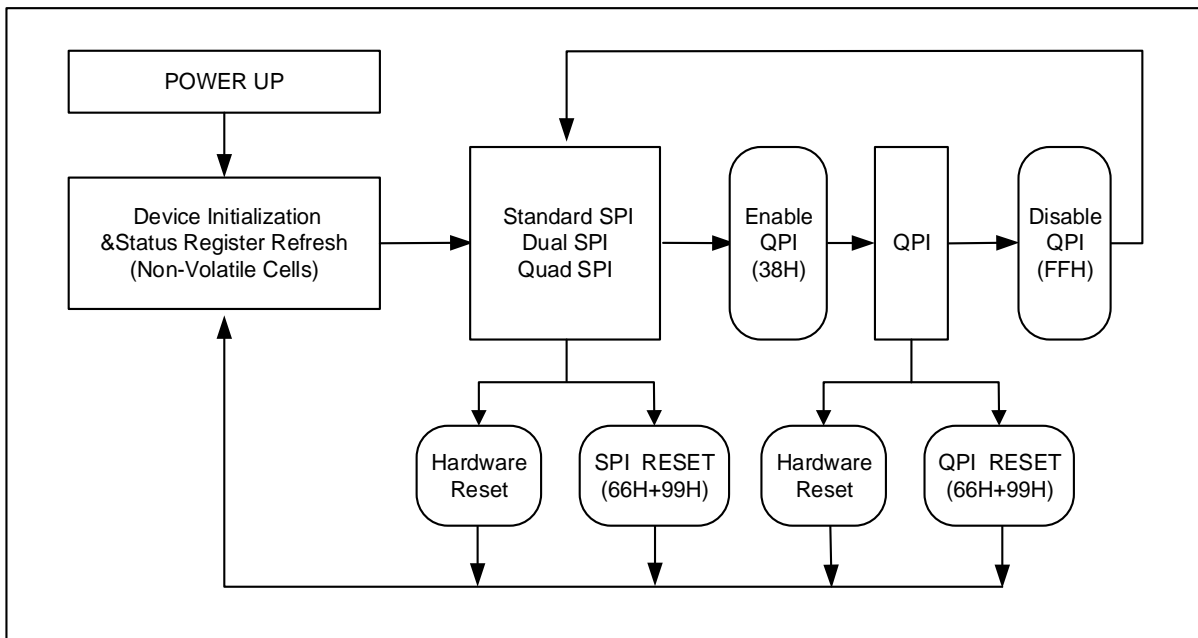 POWER UP
Device Initialization
&Status Register Refresh
(Non-Volatile Cells)
Standard SPI
Dual SPI
Quad SPI
Enable
QPI
(38H)
QPI
Disable
QPI
(FFH)
Hardware
Reset
SPI RESET
(66H+99H)
Hardware
Reset
QPI RESET
(66H+99H)